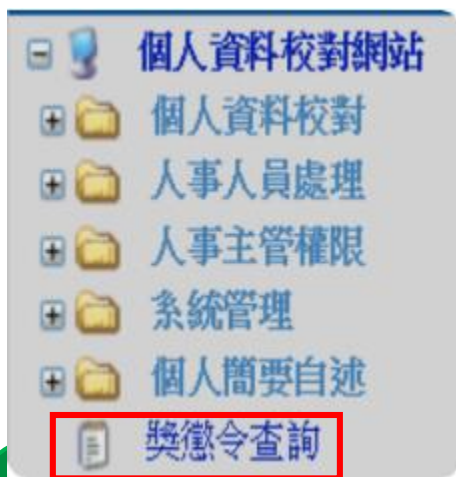 個人資料校對網站
個人資料校對
人事人員處理
人事主管權限
系統管理
個人簡要自述
獎懲令查詢